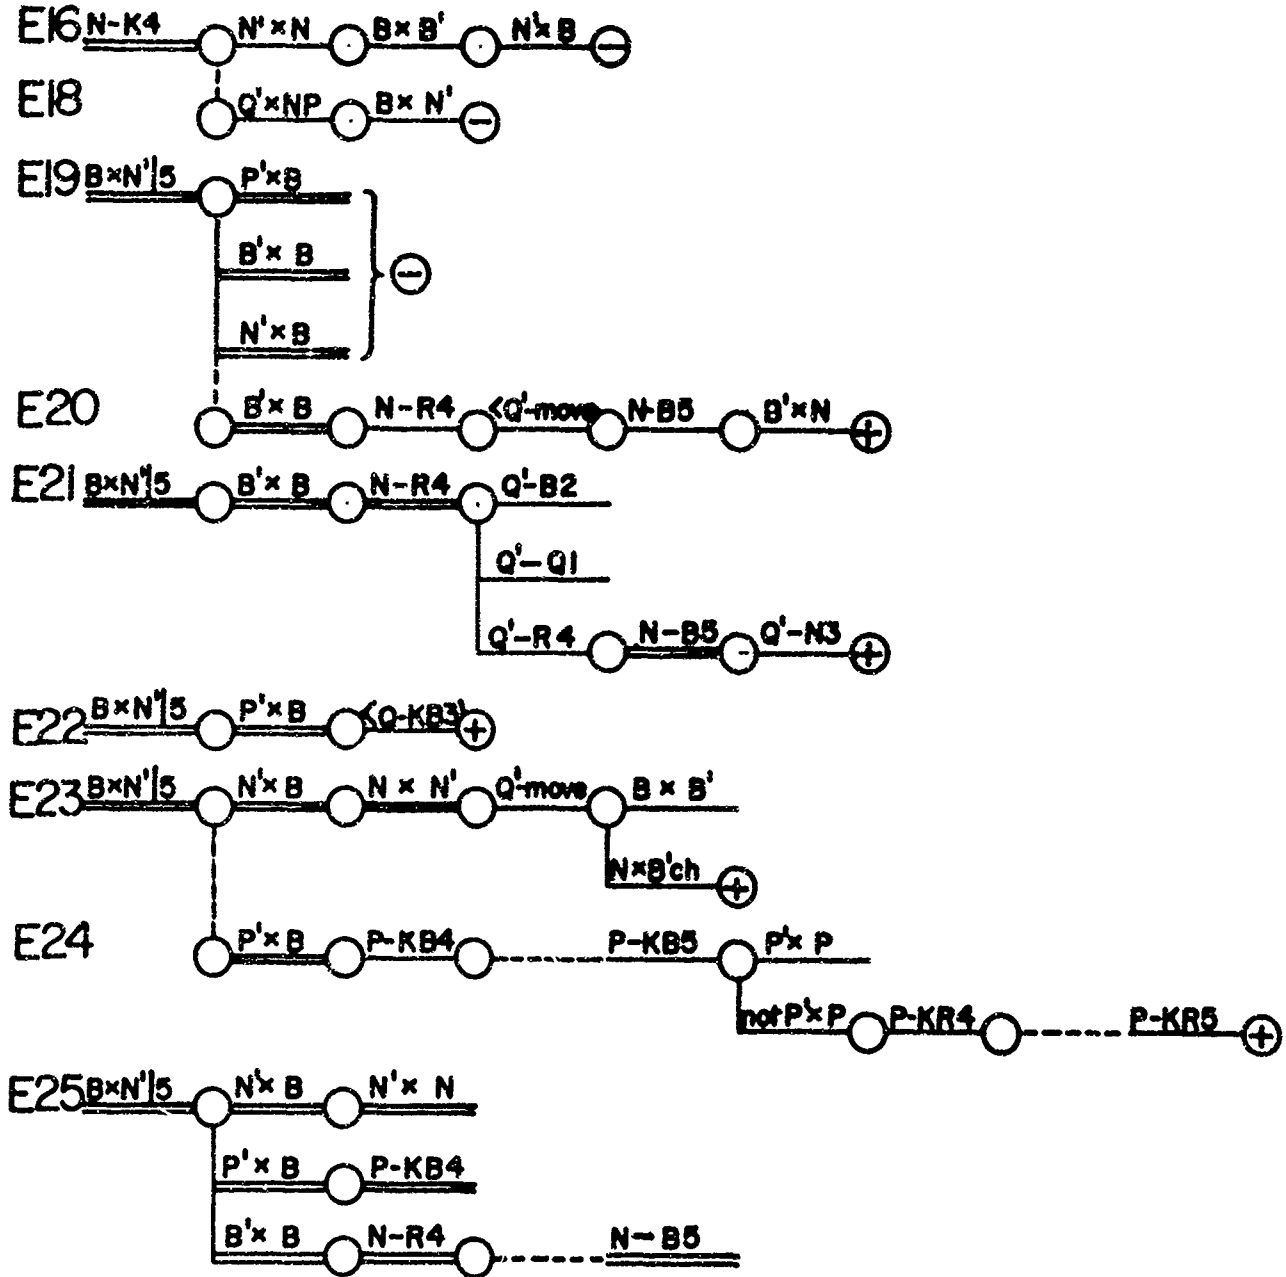 E16 N-K4 N'×N B×B' N'×B −
E18 Q'×NP B×N' −
E19 B×N'|5 P'×B
B'×B −
N'×B
E20 B'×B N-R4 <Q'-move N-B5 B'×N +
E21 B×N'|5 B'×B N-R4 Q'-B2
Q'-Q1
Q'-R4 N-B5 Q'-N3 +
E22 B×N'|5 P'×B <Q-KB3> +
E23 B×N'|5 N'×B N×N' Q'-move B×B'
N×B'ch +
E24 P'×B P-KB4 P-KB5 P'×P
not P'×P P-KR4 P-KR5 +
E25 B×N'|5 N'×B N'×N
P'×B P-KB4
B'×B N-R4 N-B5